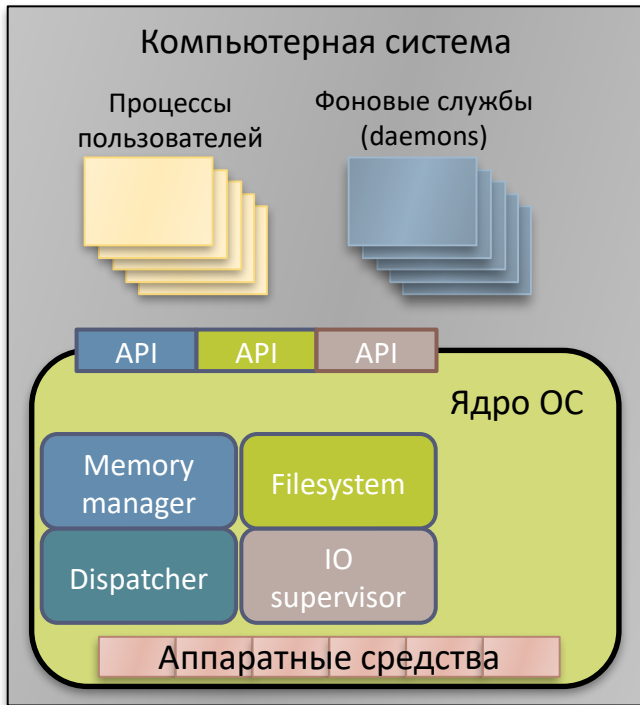 Компьютерная система
Процессы
пользователей
Фоновые службы
(daemons)
API API API
Ядро ОС
Memory
manager
Filesystem
Dispatcher
IO
supervisor
Аппаратные средства